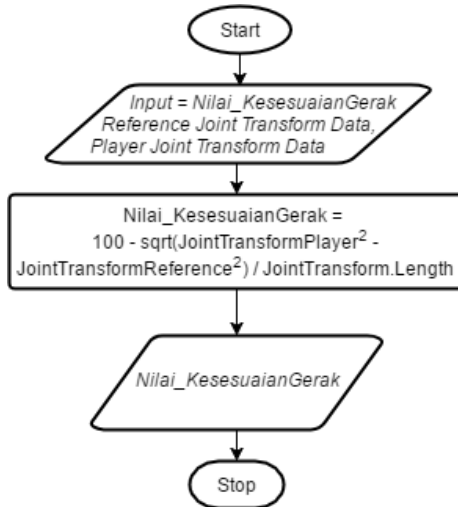 Start
Input = Nilai_KesesuaianGerak
Reference Joint Transform Data,
Player Joint Transform Data
Nilai_KesesuaianGerak =
100 - sqrt(JointTransformPlayer² -
JointTransformReference²) / JointTransform.Length
Nilai_KesesuaianGerak
Stop